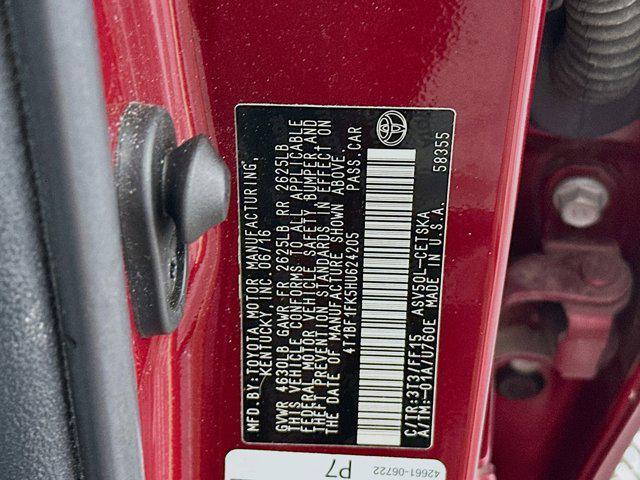 MFD. BY: TOYOTA MOTOR MANUFACTURING,
KENTUCKY, INC. 06/16
GVWR 4630LB GAWR FR 2625LB RR 2625LB
THIS VEHICLE CONFORMS TO ALL APPLICABLE
FEDERAL MOTOR VEHICLE SAFETY, BUMPER, AND
THEFT PREVENTION STANDARDS IN EFFECT ON
THE DATE OF MANUFACTURE SHOWN ABOVE.
4T1BF1FK5HU624205 PASS. CAR
C/TR:3T3/FF15 ASV50L-CETSKA
A/TM:-01A/U760E MADE IN U.S.A.
58355
42661-06722
P7